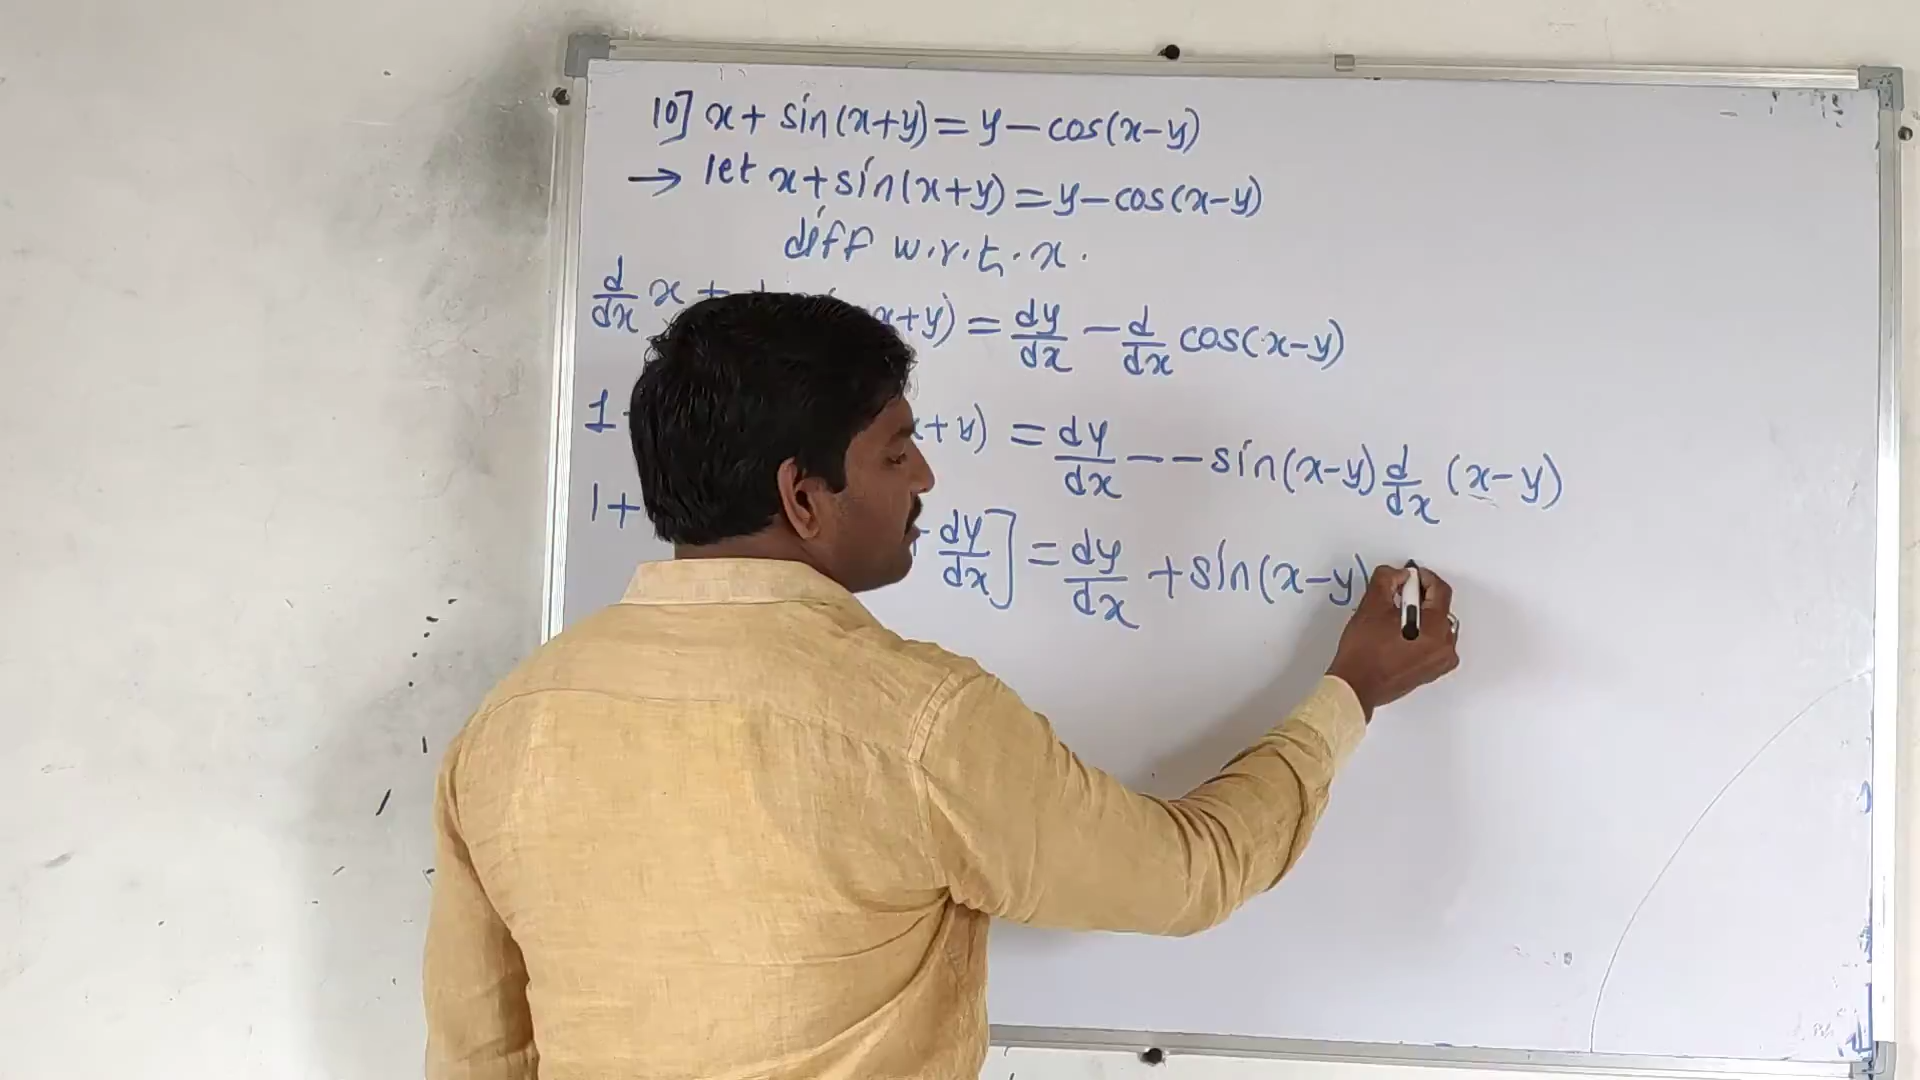 10] x + sin(x+y) = y - cos(x-y)
→ let x + sin(x+y) = y - cos(x-y)
diff w.r.t. x.
d/dx x + x+y) = dy/dx - d/dx cos(x-y)
1 +y) = dy/dx - - sin(x-y) d/dx (x-y)
1+ dy/dx] = dy/dx + sin(x-y)